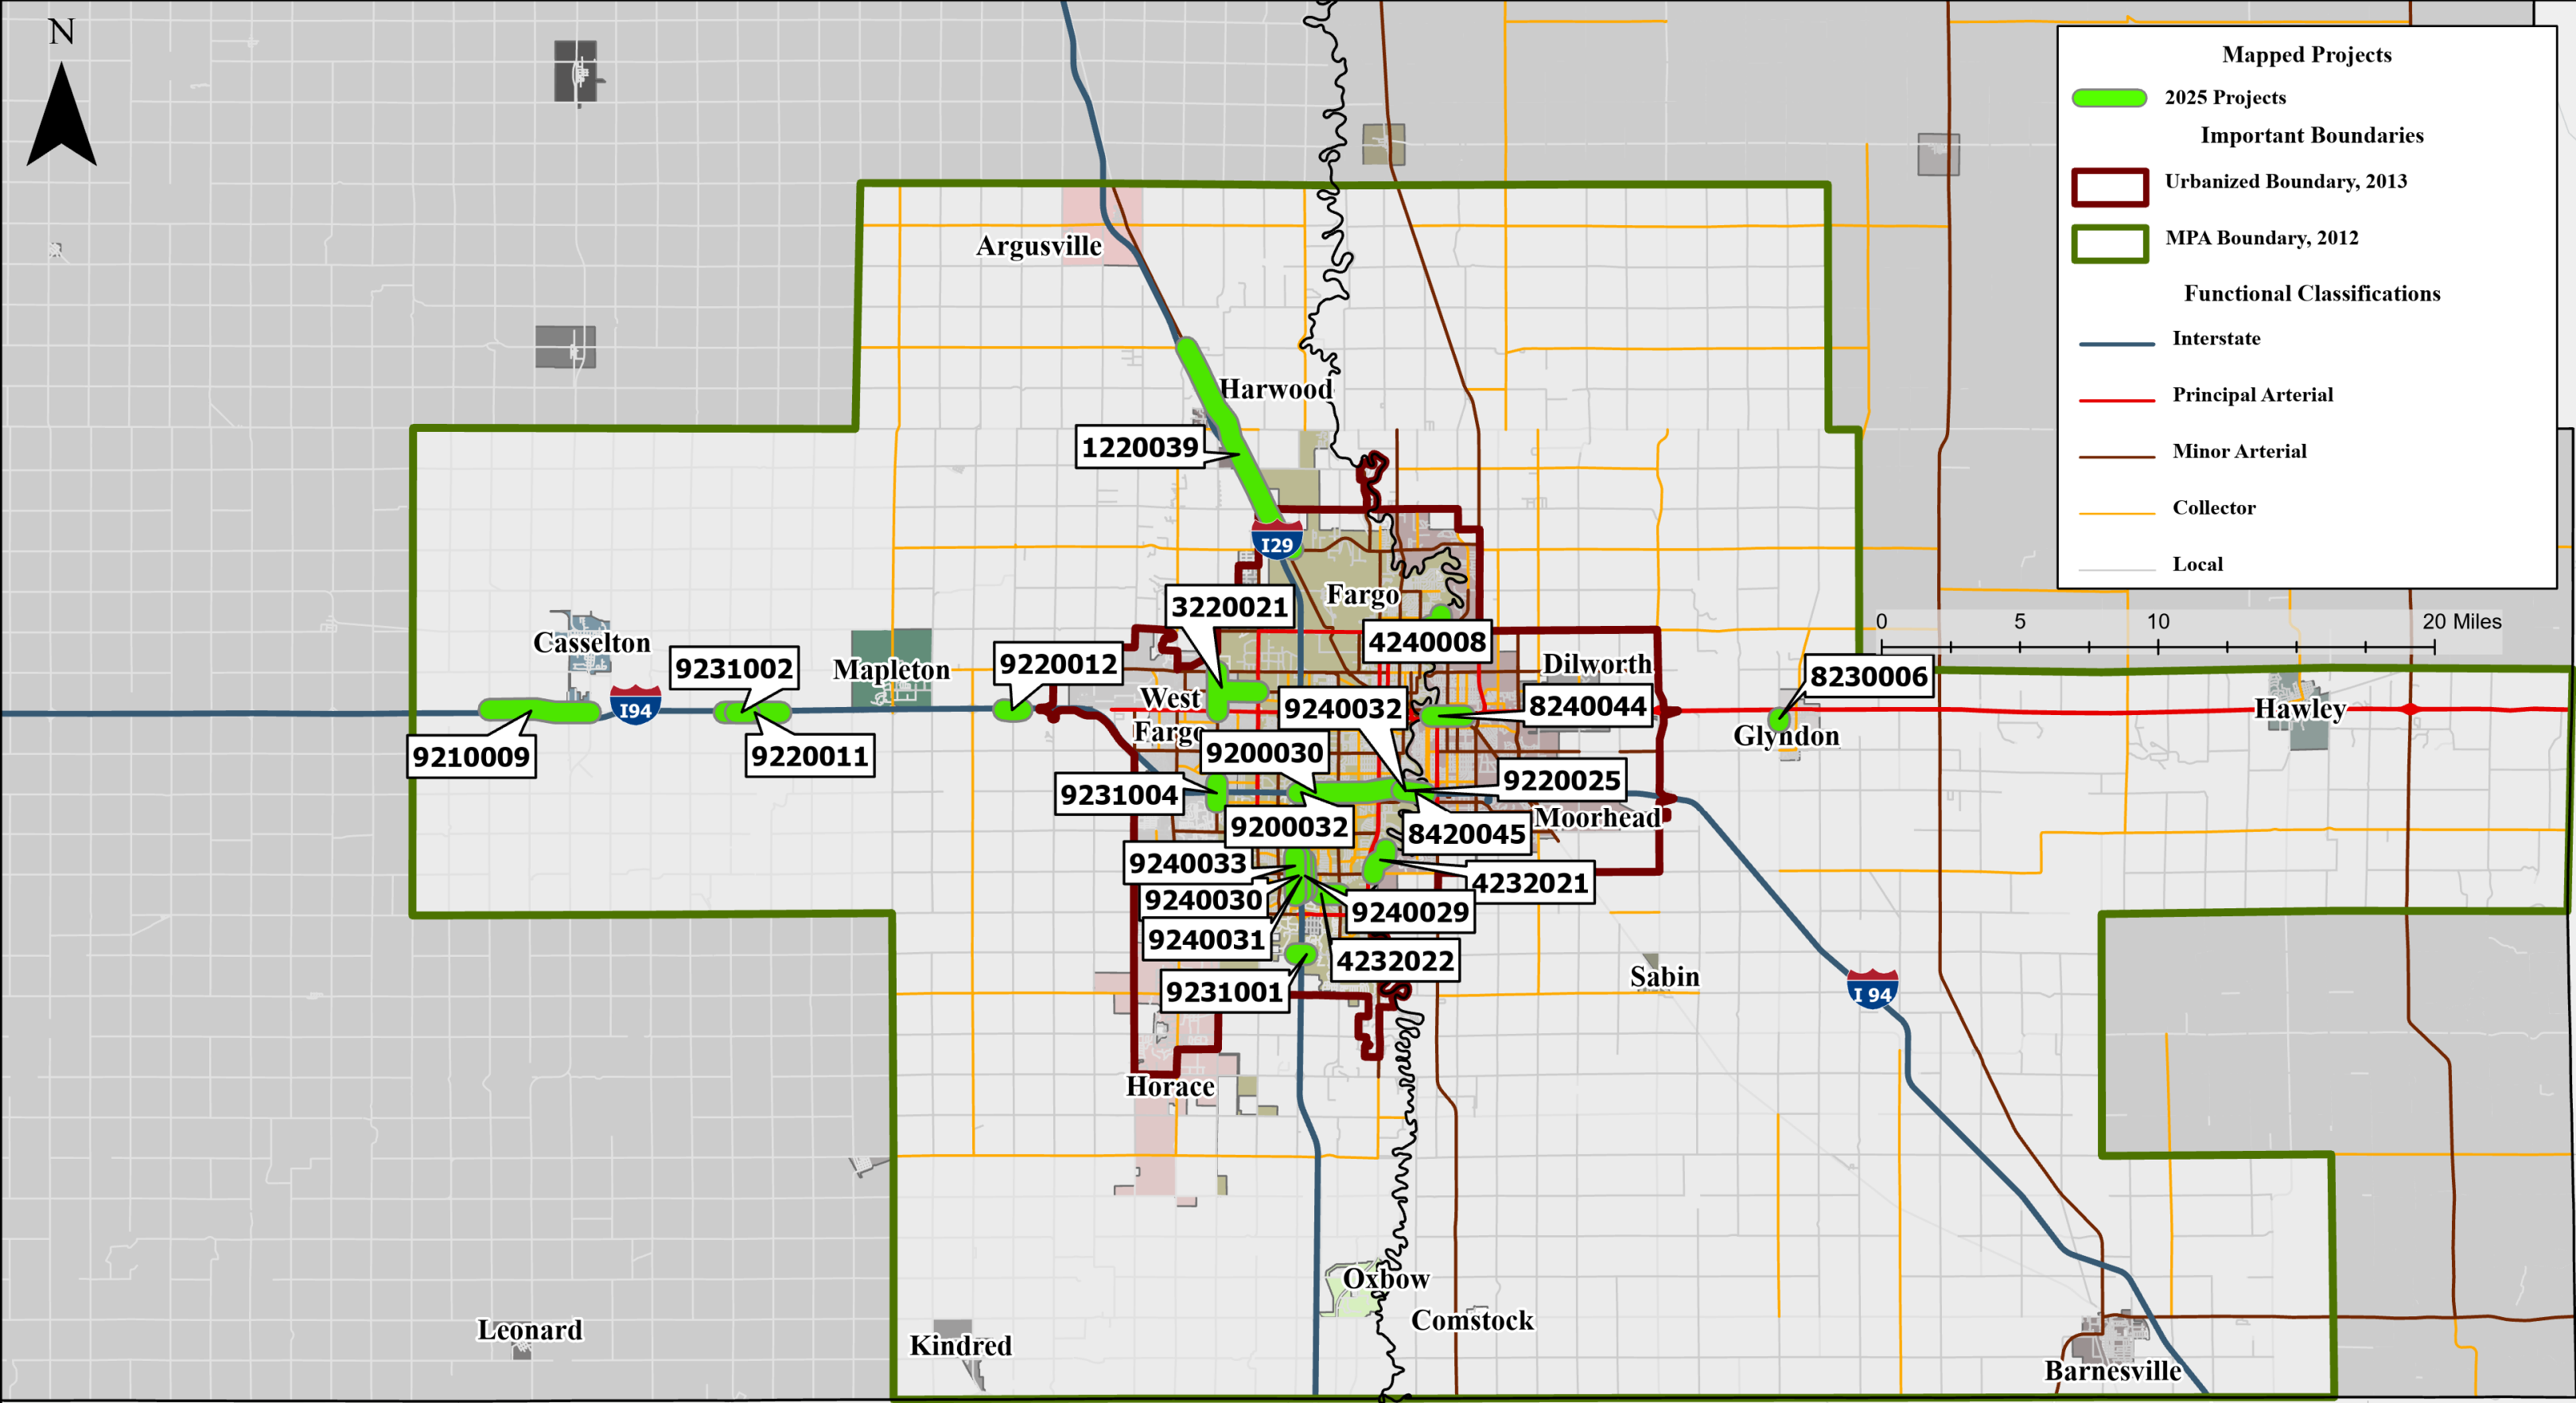 N
Mapped Projects
2025 Projects
Important Boundaries
Urbanized Boundary, 2013
MPA Boundary, 2012
Functional Classifications
Interstate
Principal Arterial
Minor Arterial
Collector
Local
0 5 10 20 Miles
Argusville
Harwood
1220039
I29
Fargo
3220021
4240008
Casselton
9231002
Mapleton
9220012
Dilworth
8230006
West
Fargo
9240032
8240044
I94
Hawley
Glyndon
9210009
9220011
9200030
9220025
9231004
Moorhead
9200032
8420045
9240033
4232021
9240030
9240029
9240031
4232022
Sabin
9231001
I 94
Horace
Oxbow
Comstock
Leonard
Kindred
Barnesville